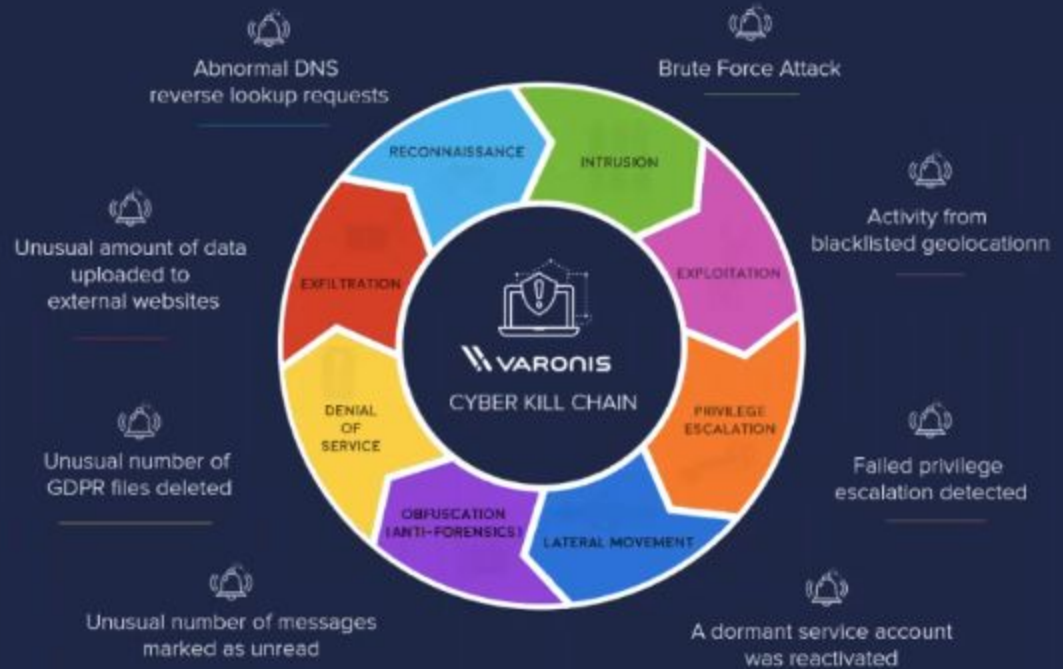 Abnormal DNS
reverse lookup requests
Brute Force Attack
RECONNAISSANCE
INTRUSION
Activity from
blacklisted geolocationn
Unusual amount of data
uploaded to
external websites
EXFILTRATION
EXPLOITATION
VARONIS
CYBER KILL CHAIN
DENIAL
OF
SERVICE
PRIVILEGE
ESCALATION
Unusual number of
GDPR files deleted
Failed privilege
escalation detected
OBFUSCATION
(ANTI-FORENSICS)
LATERAL MOVEMENT
Unusual number of messages
marked as unread
A dormant service account
was reactivated